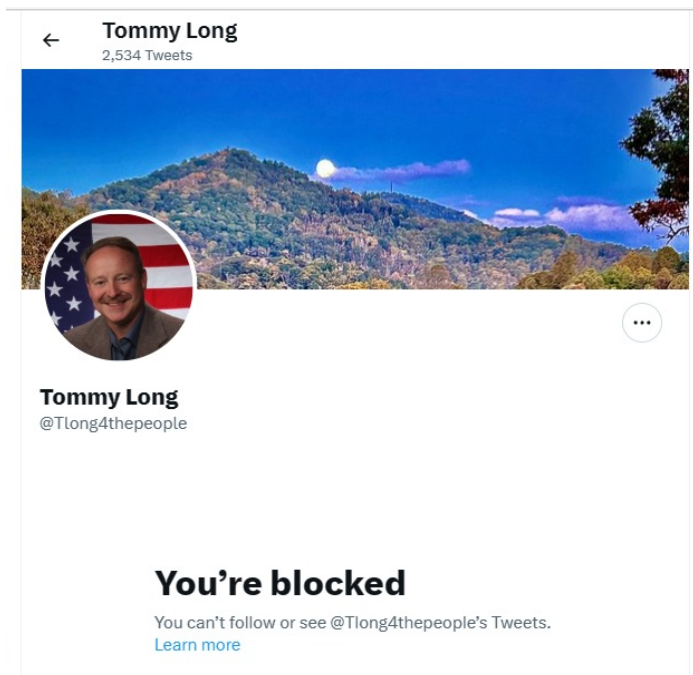 Tommy Long
2,534 Tweets
Tommy Long
@Tlong4thepeople
You’re blocked
You can’t follow or see @Tlong4thepeople’s Tweets.
Learn more